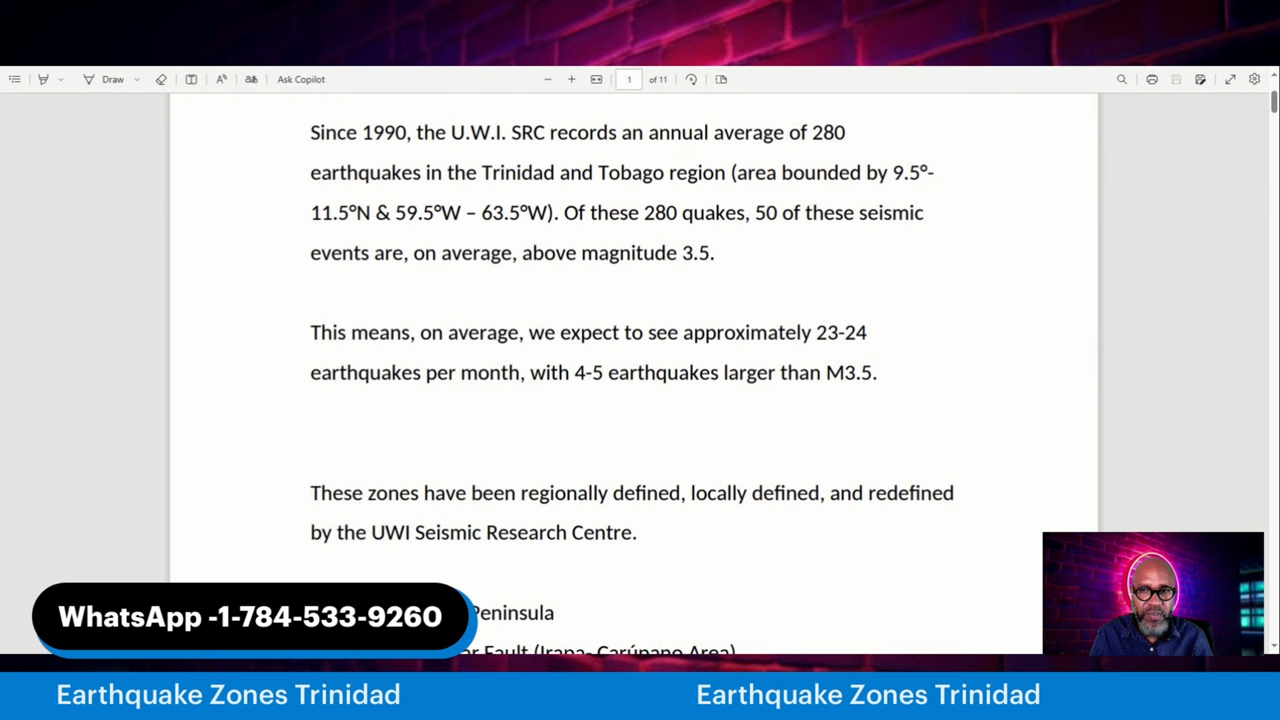 Draw
Ask Copilot
1 of 11
Since 1990, the U.W.I. SRC records an annual average of 280
earthquakes in the Trinidad and Tobago region (area bounded by 9.5°-
11.5°N & 59.5°W – 63.5°W). Of these 280 quakes, 50 of these seismic
events are, on average, above magnitude 3.5.
This means, on average, we expect to see approximately 23-24
earthquakes per month, with 4-5 earthquakes larger than M3.5.
These zones have been regionally defined, locally defined, and redefined
by the UWI Seismic Research Centre.
Peninsula
Fault (Irapa- Carúpano Area)
WhatsApp -1-784-533-9260
Earthquake Zones Trinidad
Earthquake Zones Trinidad